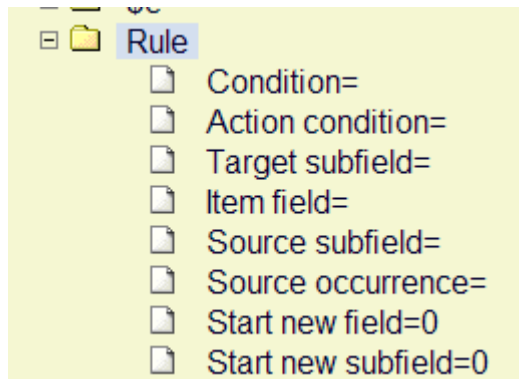 Rule
Condition=
Action condition=
Target subfield=
Item field=
Source subfield=
Source occurrence=
Start new field=0
Start new subfield=0